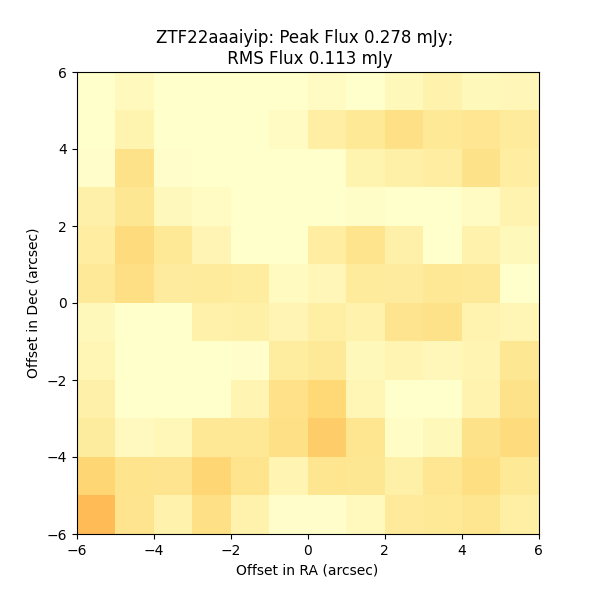 ZTF22aaaiyip: Peak Flux 0.278 mJy;
RMS Flux 0.113 mJy
6
4
2
0
−2
−4
−6
Offset in Dec (arcsec)
−6 −4 −2 0 2 4 6
Offset in RA (arcsec)